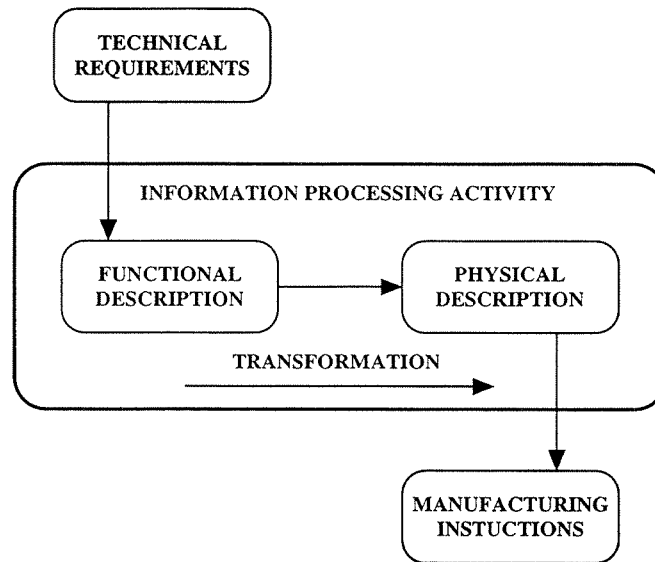 TECHNICAL
REQUIREMENTS
INFORMATION PROCESSING ACTIVITY
FUNCTIONAL
DESCRIPTION
PHYSICAL
DESCRIPTION
TRANSFORMATION
MANUFACTURING
INSTUCTIONS